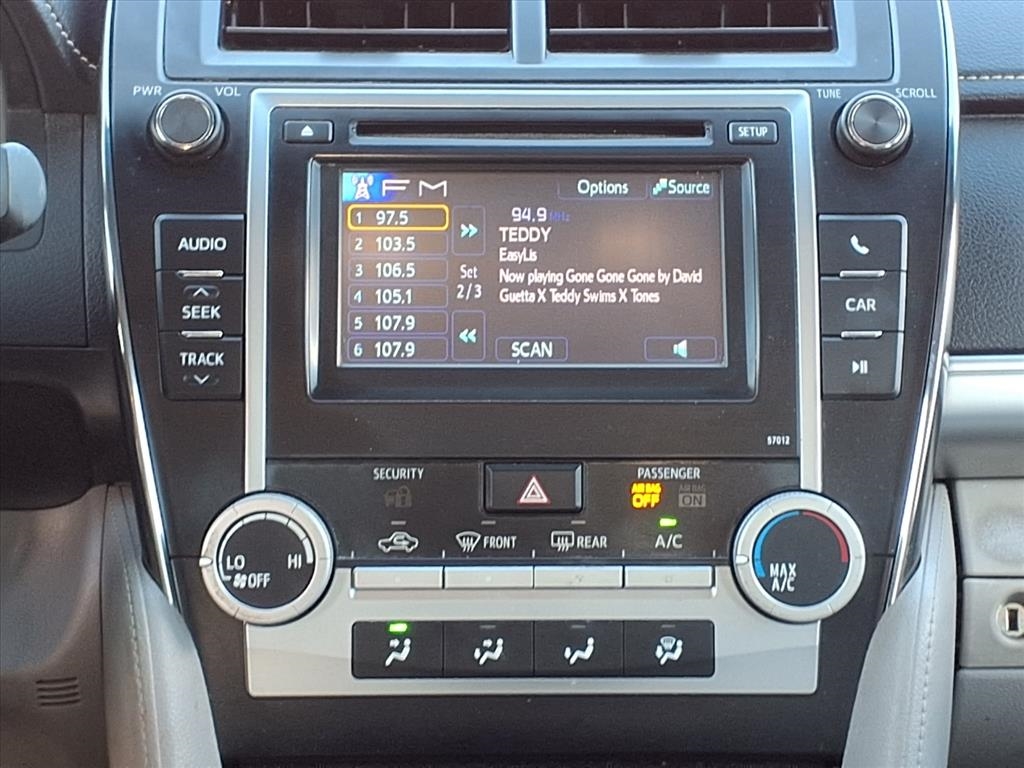 PWR VOL
TUNE SCROLL
SETUP
FM Options Source
1 97.5
2 103.5
3 106.5
4 105.1
5 107.9
6 107.9
Set
2/3
94.9 MHz
TEDDY
EasyLis
Now playing Gone Gone Gone by David
Guetta X Teddy Swims X Tones
SCAN
AUDIO
SEEK
TRACK
CAR
57012
SECURITY
PASSENGER
AIR BAG
OFF
AIR BAG
ON
FRONT
REAR
A/C
LO HI
OFF
MAX
A/C